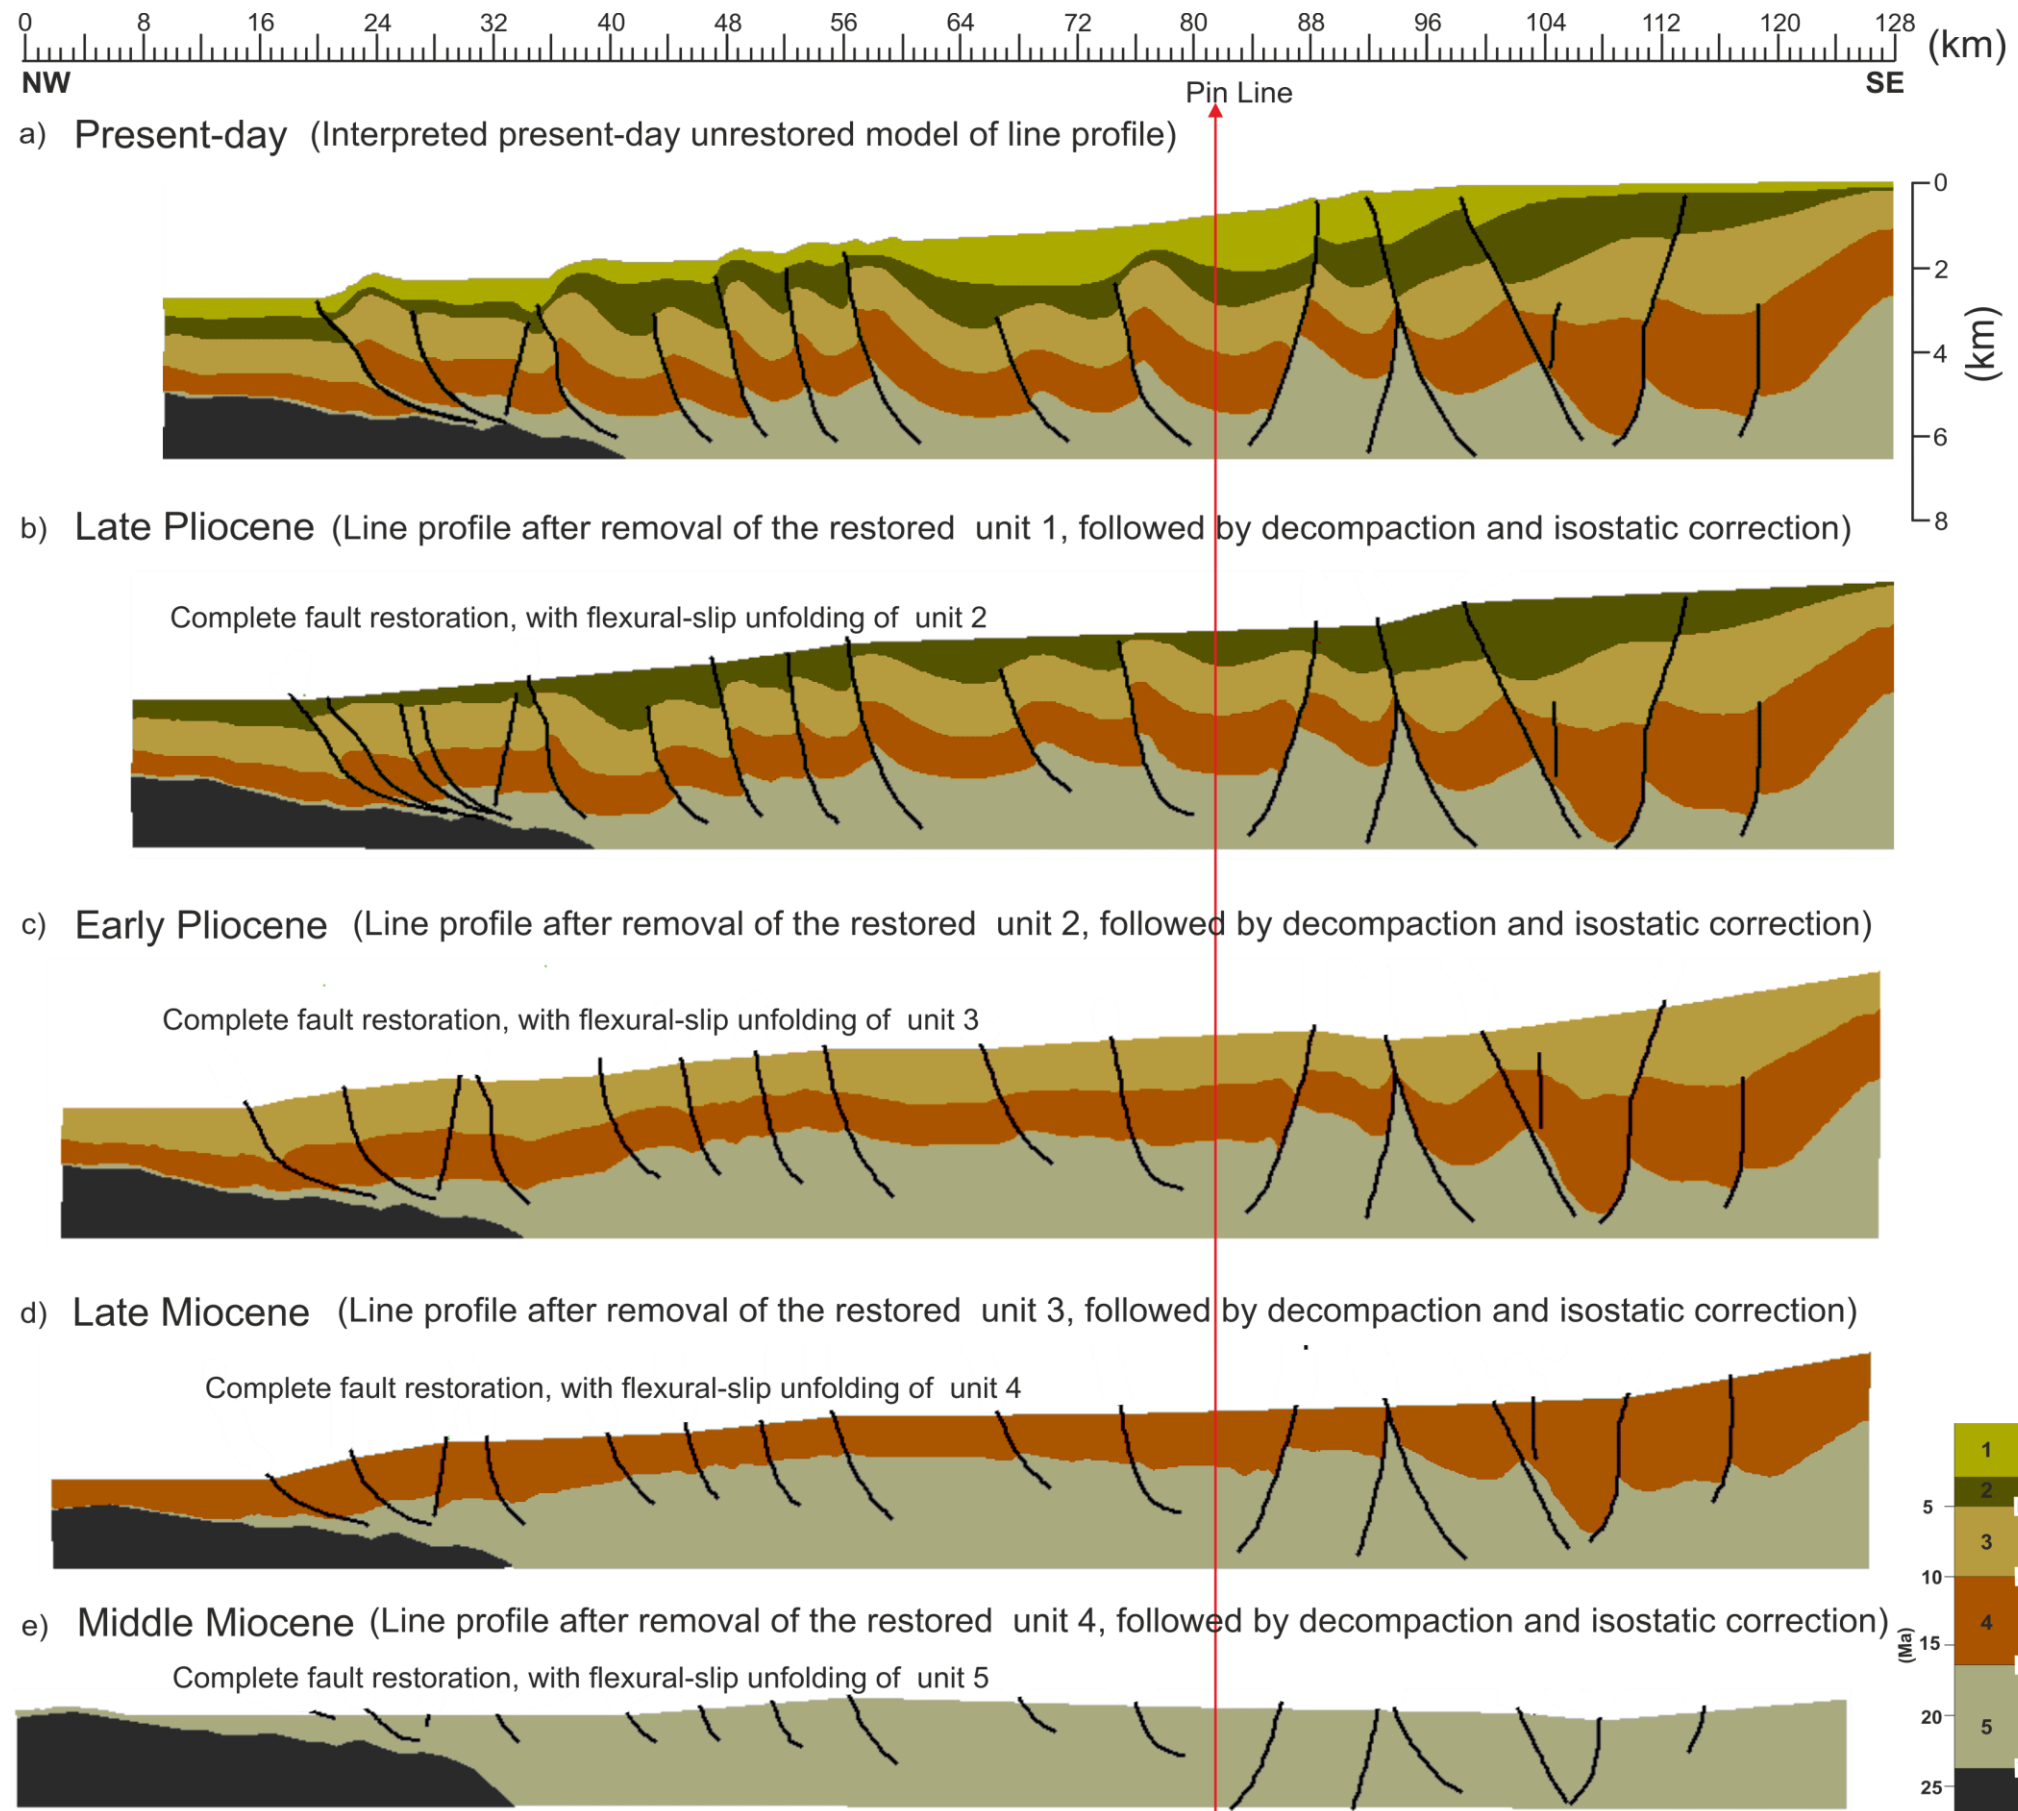 0 8 16 24 32 40 48 56 64 72 80 88 96 104 112 120 128 (km)
NW SE
Pin Line
a) Present-day (Interpreted present-day unrestored model of line profile)
0
2
4
6
8
(km)
b) Late Pliocene (Line profile after removal of the restored unit 1, followed by decompaction and isostatic correction)
Complete fault restoration, with flexural-slip unfolding of unit 2
c) Early Pliocene (Line profile after removal of the restored unit 2, followed by decompaction and isostatic correction)
Complete fault restoration, with flexural-slip unfolding of unit 3
d) Late Miocene (Line profile after removal of the restored unit 3, followed by decompaction and isostatic correction)
Complete fault restoration, with flexural-slip unfolding of unit 4
e) Middle Miocene (Line profile after removal of the restored unit 4, followed by decompaction and isostatic correction)
Complete fault restoration, with flexural-slip unfolding of unit 5
1
2
5
3
10
4
15
(Ma)
20
5
25